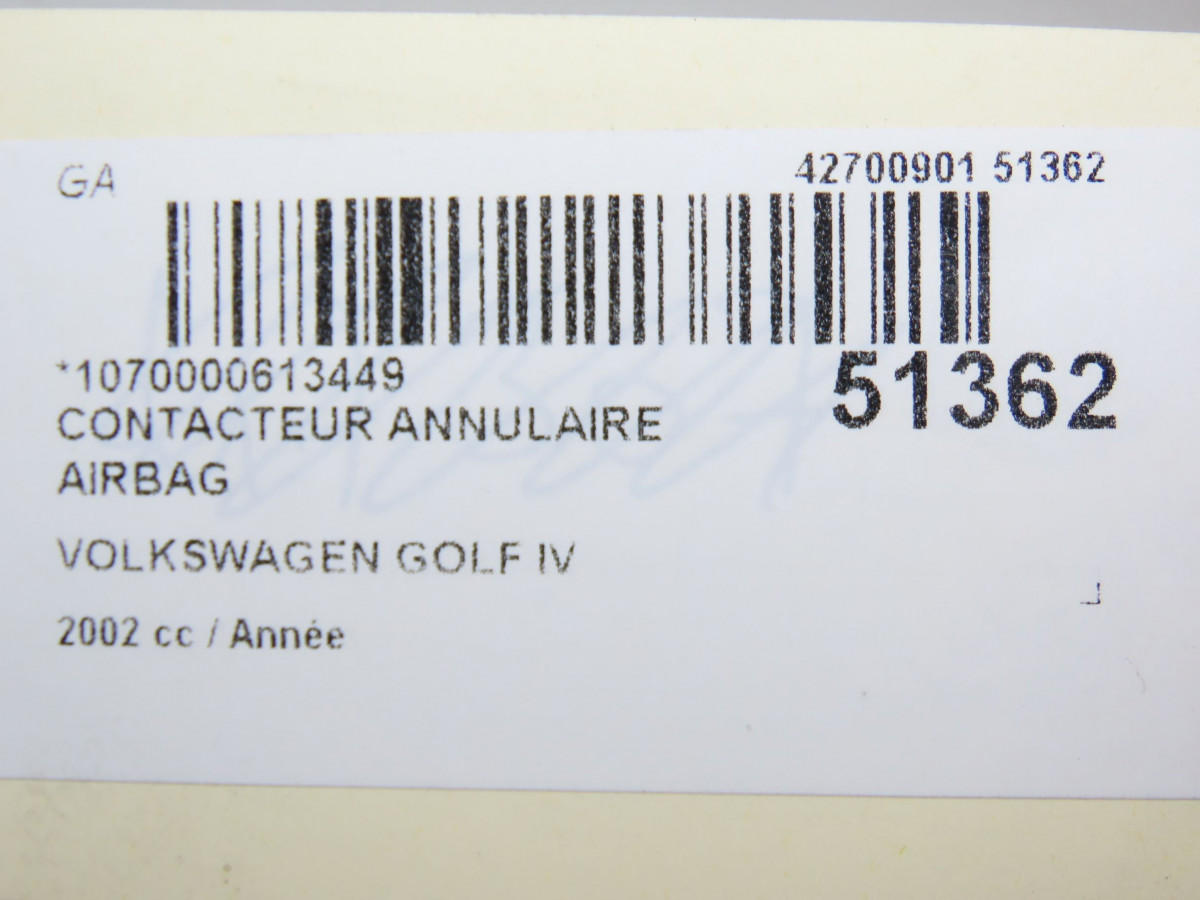 GA
42700901 51362
*1070000613449
51362
CONTACTEUR ANNULAIRE
AIRBAG
VOLKSWAGEN GOLF IV
2002 cc / Année